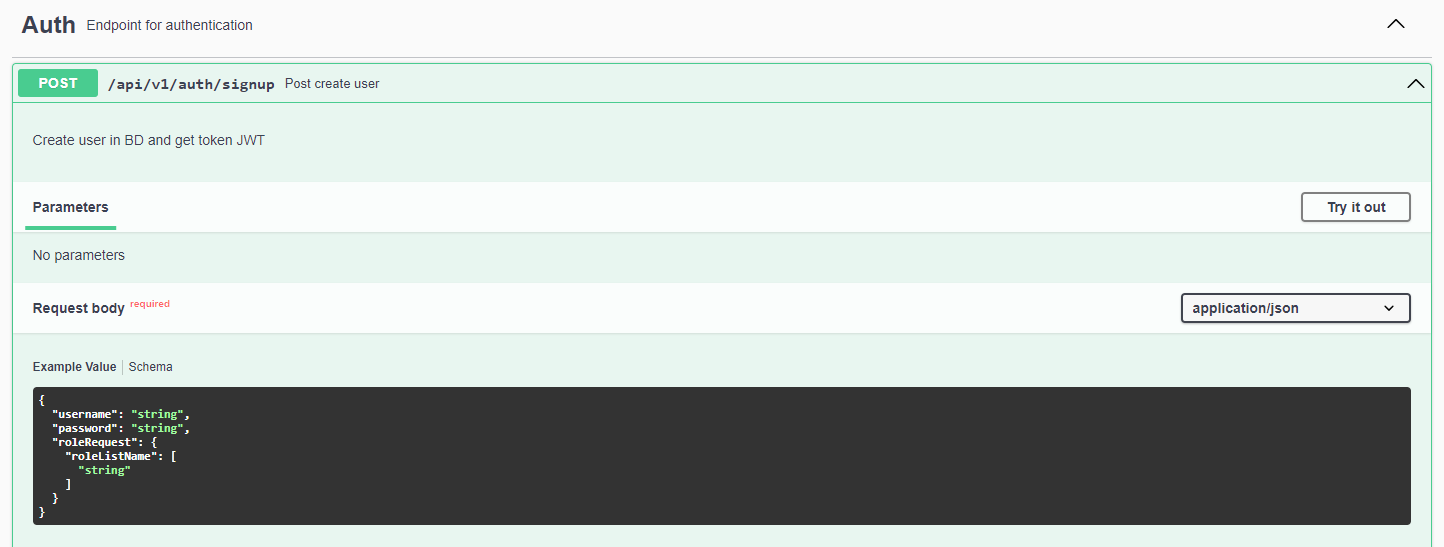 Auth Endpoint for authentication
POST /api/v1/auth/signup Post create user
Create user in BD and get token JWT
Parameters Try it out
No parameters
Request body required application/json
Example Value Schema
{
  "username": "string",
  "password": "string",
  "roleRequest": {
    "roleListName": [
      "string"
    ]
  }
}